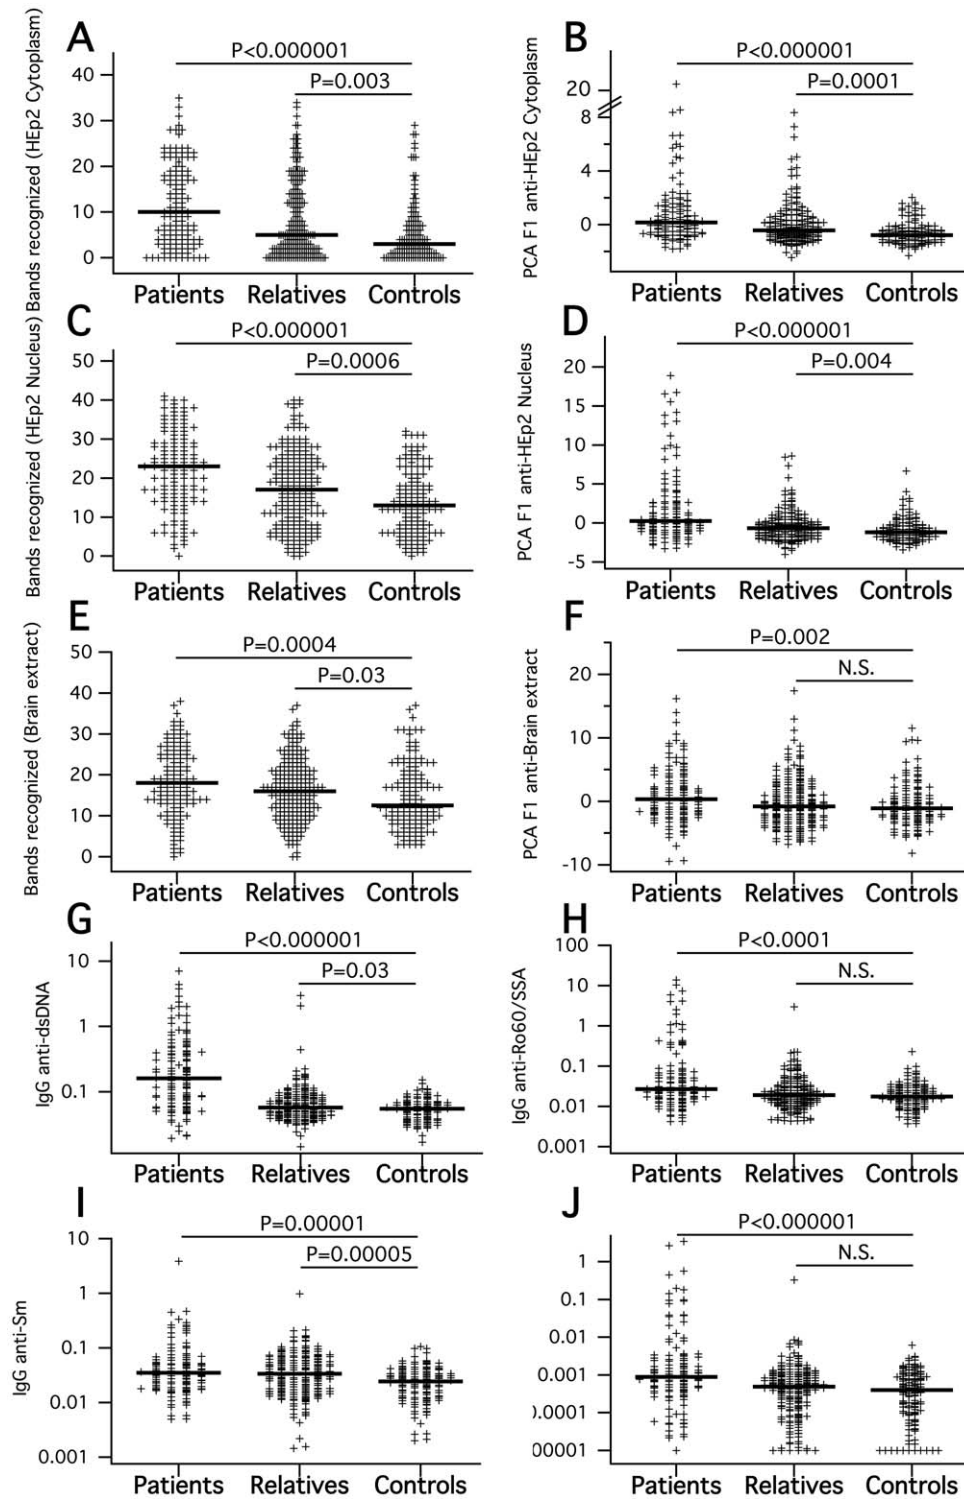 A
Bands recognized (HEp2 Cytoplasm)
P<0.000001
P=0.003
40
30
20
10
0
Patients Relatives Controls
B
PCA F1 anti-HEp2 Cytoplasm
P<0.000001
P=0.0001
20
8
4
0
Patients Relatives Controls
C
Bands recognized (HEp2 Nucleus)
P<0.000001
P=0.0006
50
40
30
20
10
0
Patients Relatives Controls
D
PCA F1 anti-HEp2 Nucleus
P<0.000001
P=0.004
20
15
10
5
0
-5
Patients Relatives Controls
E
Bands recognized (Brain extract)
P=0.0004
P=0.03
50
40
30
20
10
0
Patients Relatives Controls
F
PCA F1 anti-Brain extract
P=0.002
N.S.
20
10
0
-10
Patients Relatives Controls
G
IgG anti-dsDNA
P<0.000001
P=0.03
10
1
0.1
Patients Relatives Controls
H
IgG anti-Ro60/SSA
P<0.0001
N.S.
100
10
1
0.1
0.01
0.001
Patients Relatives Controls
I
IgG anti-Sm
P=0.00001
P=0.00005
10
1
0.1
0.01
0.001
Patients Relatives Controls
J
P<0.000001
N.S.
1
0.1
0.01
0.001
0.0001
00001
Patients Relatives Controls